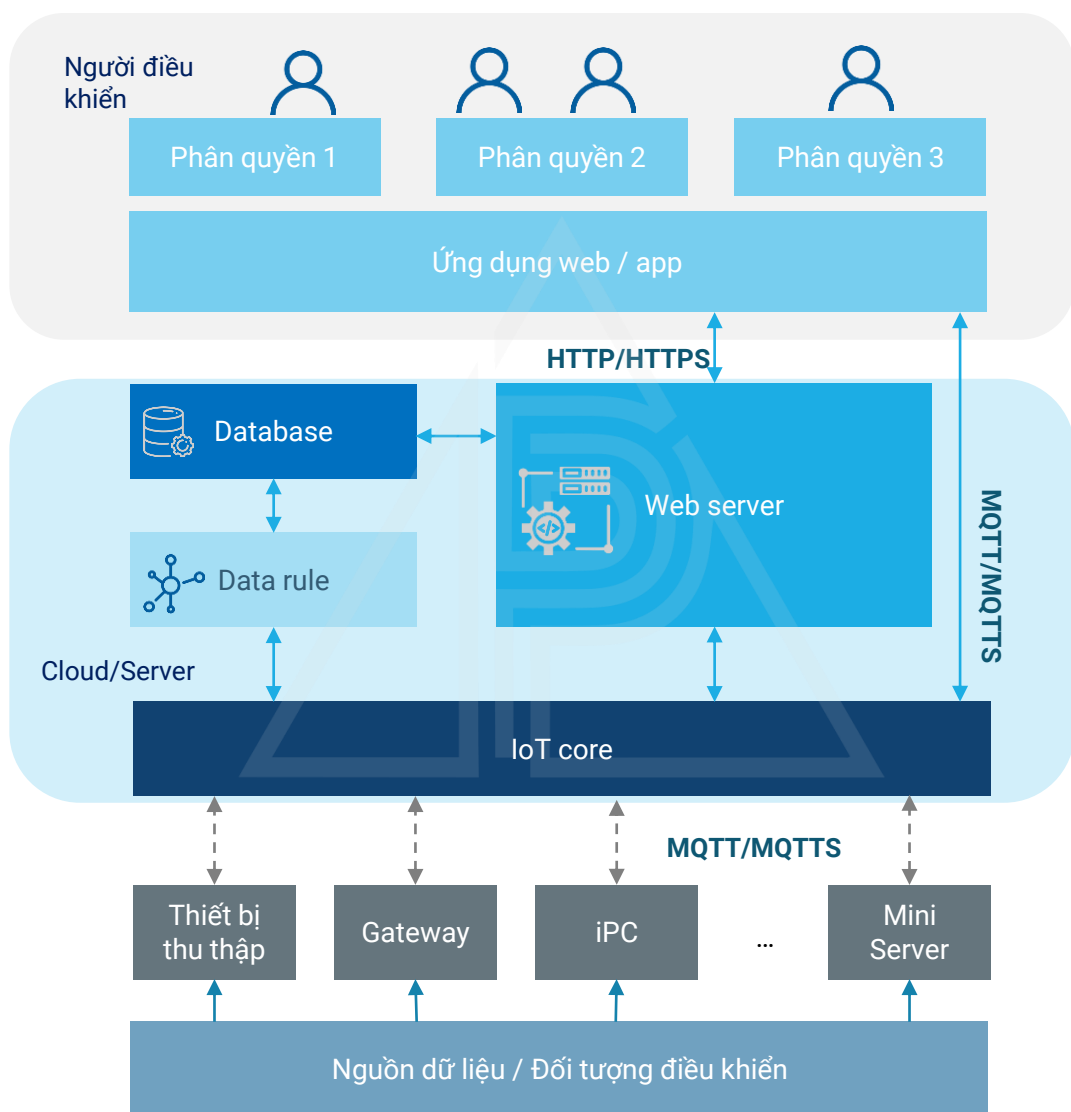 Người điều
khiển
Phân quyền 1
Phân quyền 2
Phân quyền 3
Ứng dụng web / app
HTTP/HTTPS
Database
Web server
MQTT/MQTTS
Data rule
Cloud/Server
IoT core
MQTT/MQTTS
Thiết bị
thu thập
Gateway
iPC
...
Mini
Server
Nguồn dữ liệu / Đối tượng điều khiển